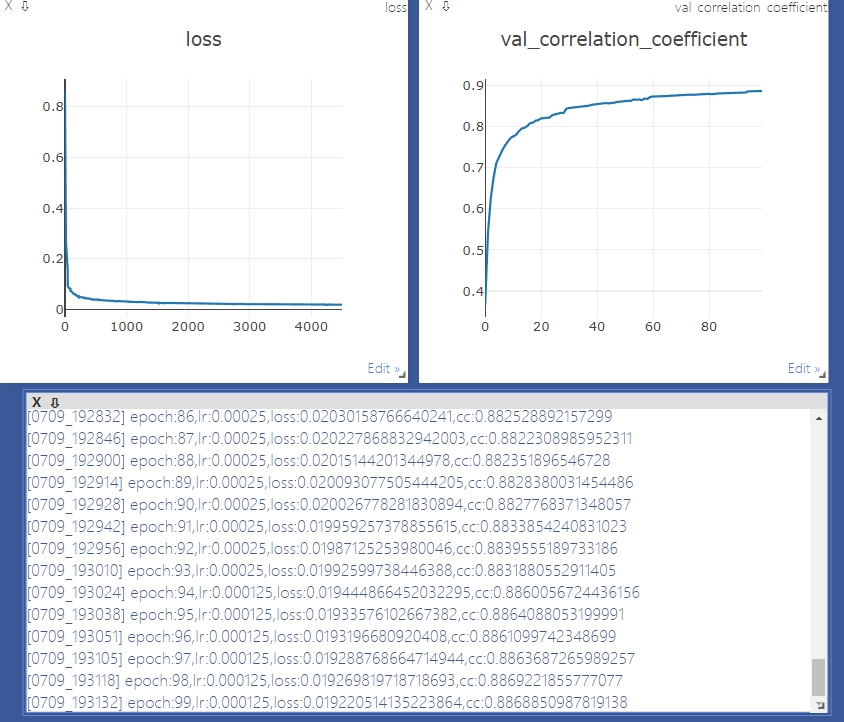 X ⇩ loss
loss
0.8
0.6
0.4
0.2
0
0 1000 2000 3000 4000
Edit »
X ⇩ val_correlation_coefficient
val_correlation_coefficient
0.9
0.8
0.7
0.6
0.5
0.4
0 20 40 60 80
Edit »
X ⇩
[0709_192832] epoch:86,lr:0.00025,loss:0.02030158766640241,cc:0.882528892157299
[0709_192846] epoch:87,lr:0.00025,loss:0.020227868832942003,cc:0.8822308985952311
[0709_192900] epoch:88,lr:0.00025,loss:0.02015144201344978,cc:0.882351896546728
[0709_192914] epoch:89,lr:0.00025,loss:0.020093077505444205,cc:0.8828380031454486
[0709_192928] epoch:90,lr:0.00025,loss:0.020026778281830894,cc:0.8827768371348057
[0709_192942] epoch:91,lr:0.00025,loss:0.019959257378855615,cc:0.8833854240831023
[0709_192956] epoch:92,lr:0.00025,loss:0.01987125253980046,cc:0.8839555189733186
[0709_193010] epoch:93,lr:0.00025,loss:0.01992599738446388,cc:0.8831880552911405
[0709_193024] epoch:94,lr:0.000125,loss:0.019444866452032295,cc:0.8860056724436156
[0709_193038] epoch:95,lr:0.000125,loss:0.01933576102667382,cc:0.8864088053199991
[0709_193051] epoch:96,lr:0.000125,loss:0.0193196680920408,cc:0.8861099742348699
[0709_193105] epoch:97,lr:0.000125,loss:0.019288768664714944,cc:0.8863687265989257
[0709_193118] epoch:98,lr:0.000125,loss:0.019269819718718693,cc:0.8869221855777077
[0709_193132] epoch:99,lr:0.000125,loss:0.019220514135223864,cc:0.8868850987819138